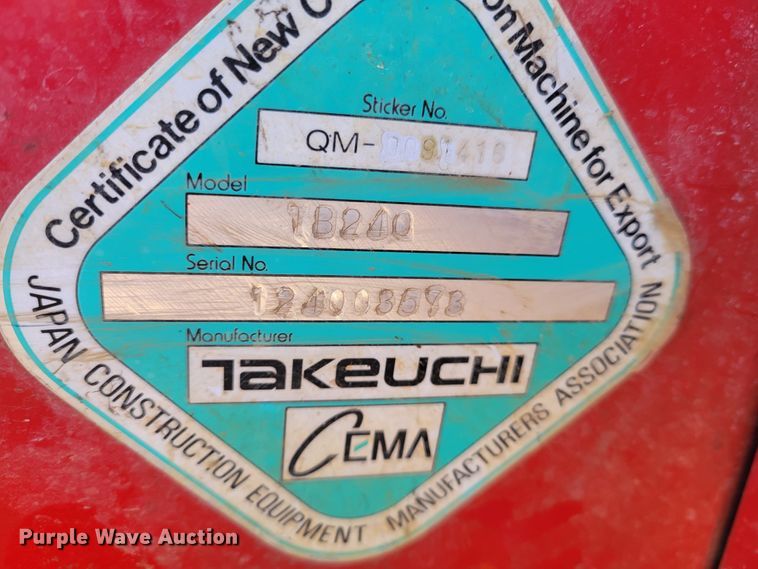 Certificate of New C
on Machine for Export
Sticker No.
QM-
Model
TB240
Serial No.
124003573
Manufacturer
TAKEUCHI
CEMA
JAPAN CONSTRUCTION EQUIPMENT MANUFACTURERS ASSOCIATION
Purple Wave Auction